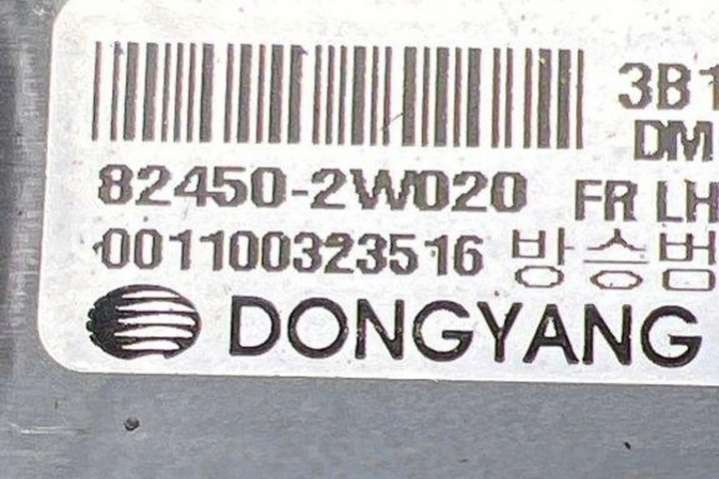 3B1
DM
82450-2W020 FR LH
001100323516 방승범
DONGYANG